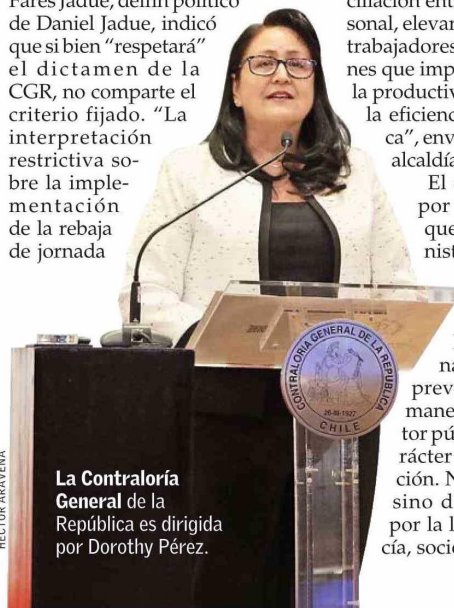 Fares Jadue, delfín político
de Daniel Jadue, indicó
que si bien "respetará"
el dictamen de la
CGR, no comparte el
criterio fijado. "La
interpretación
restrictiva so-
bre la imple-
mentación
de la rebaja
de jornada
sonal, elevar
trabajadores
nes que imp
la productiv
la eficienc
ca", env
alcaldía
El
por
que
nist
na
prev
mane
tor pú
rácter
ción. N
sino d
por la l
cía, socie
CONTRALORIA GENERAL DE LA REPUBLICA
26-III-1927
CHILE
HECTOR ARAVENA
La Contraloría
General de la
República es dirigida
por Dorothy Pérez.